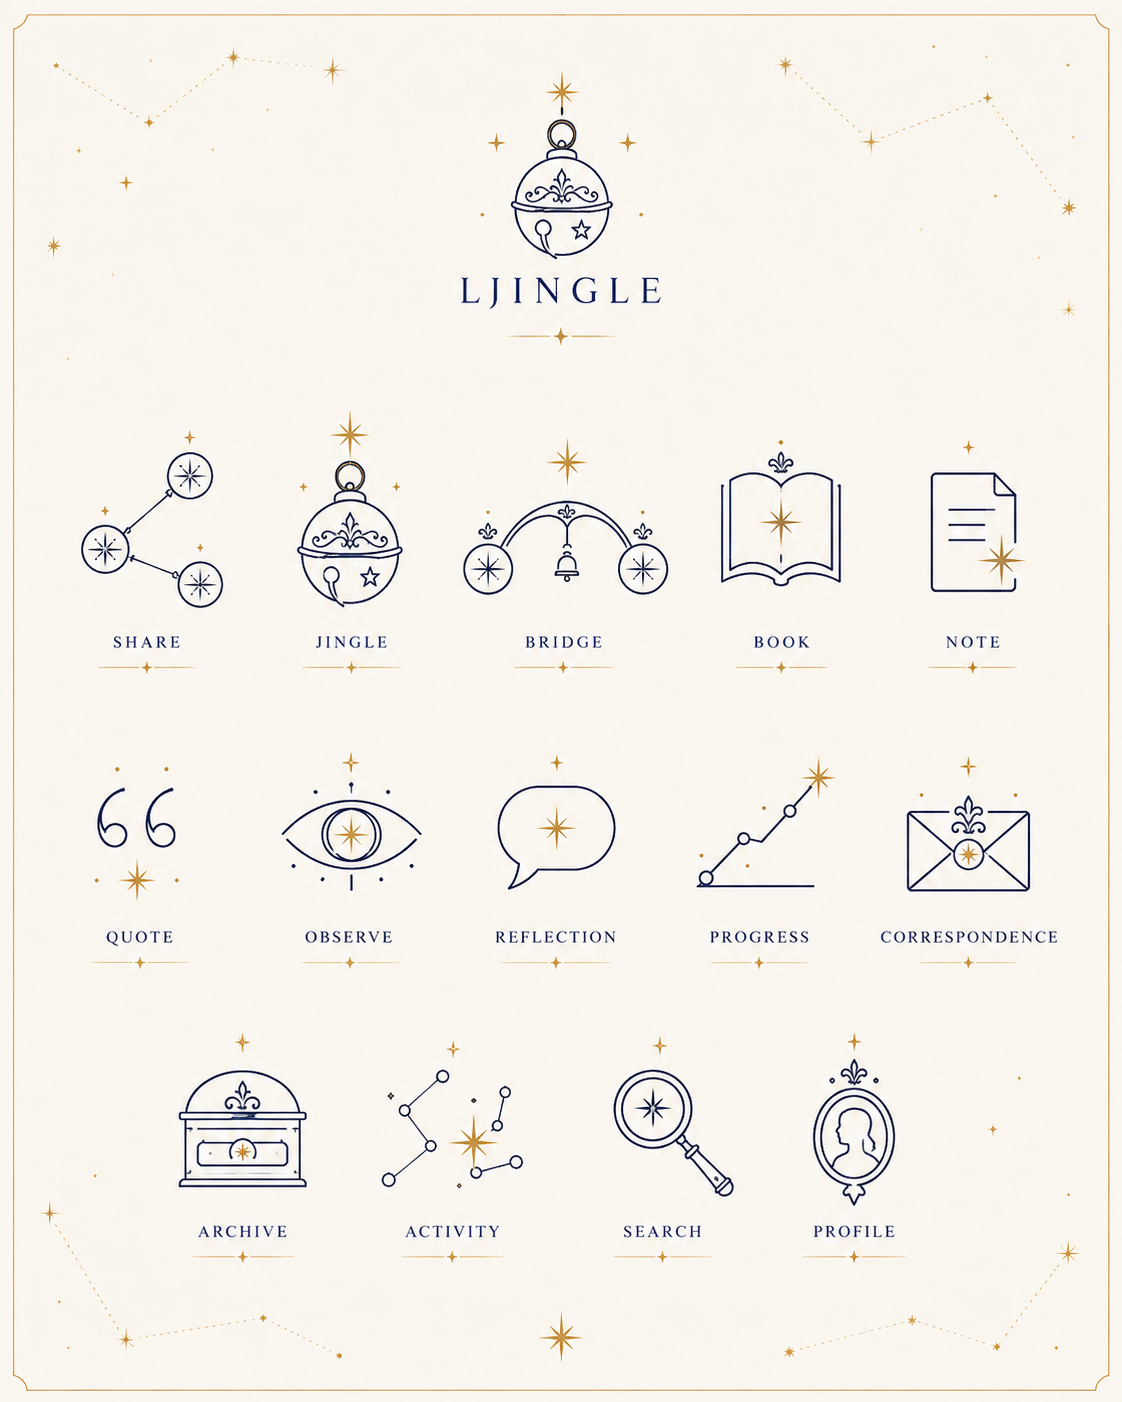 LJINGLE
SHARE
JINGLE
BRIDGE
BOOK
NOTE
QUOTE
OBSERVE
REFLECTION
PROGRESS
CORRESPONDENCE
ARCHIVE
ACTIVITY
SEARCH
PROFILE